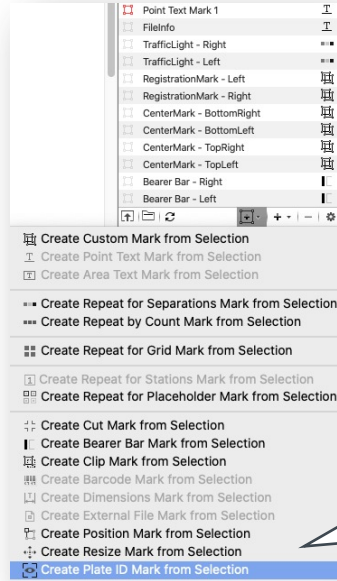 Point Text Mark 1
FileInfo
TrafficLight - Right
TrafficLight - Left
RegistrationMark - Left
RegistrationMark - Right
CenterMark - BottomRight
CenterMark - BottomLeft
CenterMark - TopRight
CenterMark - TopLeft
Bearer Bar - Right
Bearer Bar - Left
Create Custom Mark from Selection
Create Point Text Mark from Selection
Create Area Text Mark from Selection
Create Repeat for Separations Mark from Selection
Create Repeat by Count Mark from Selection
Create Repeat for Grid Mark from Selection
Create Repeat for Stations Mark from Selection
Create Repeat for Placeholder Mark from Selection
Create Cut Mark from Selection
Create Bearer Bar Mark from Selection
Create Clip Mark from Selection
Create Barcode Mark from Selection
Create Dimensions Mark from Selection
Create External File Mark from Selection
Create Position Mark from Selection
Create Resize Mark from Selection
Create Plate ID Mark from Selection